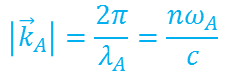 |k⃗_A| = 2π/λ_A = nω_A/c